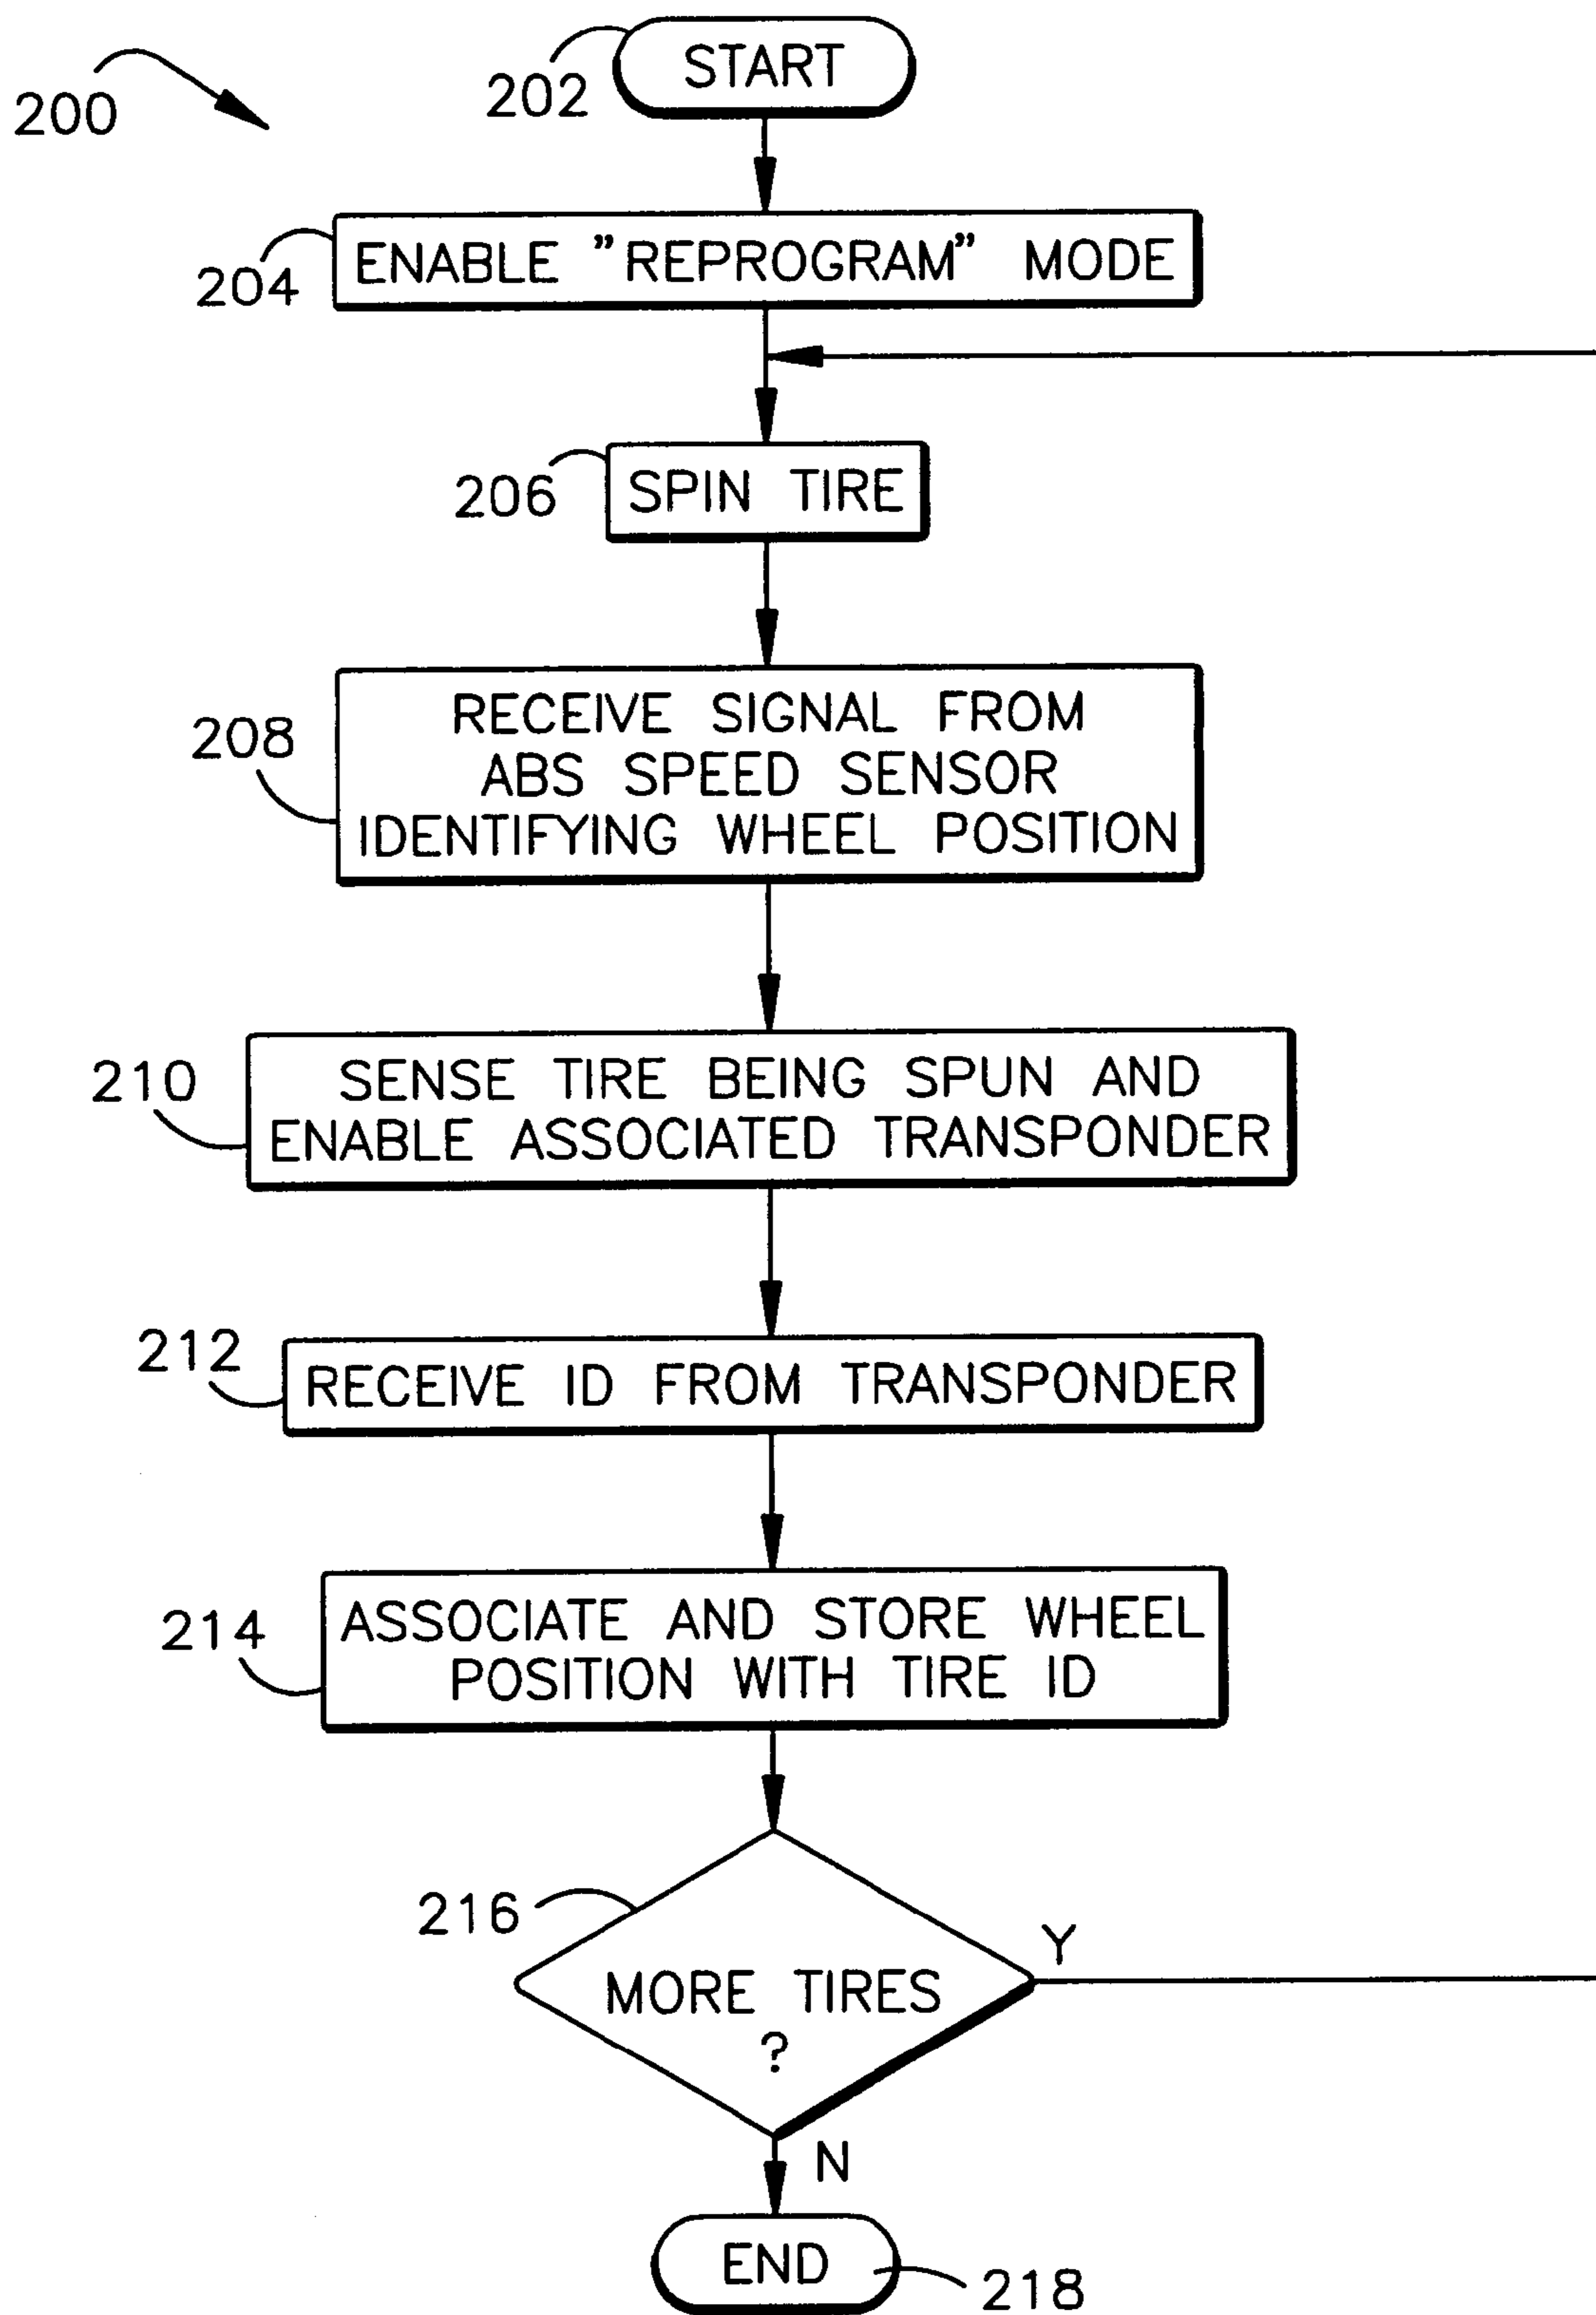 200
202
START
204
ENABLE "REPROGRAM" MODE
206
SPIN TIRE
208
RECEIVE SIGNAL FROM
ABS SPEED SENSOR
IDENTIFYING WHEEL POSITION
210
SENSE TIRE BEING SPUN AND
ENABLE ASSOCIATED TRANSPONDER
212
RECEIVE ID FROM TRANSPONDER
214
ASSOCIATE AND STORE WHEEL
POSITION WITH TIRE ID
216
MORE TIRES
?
Y
N
END
218